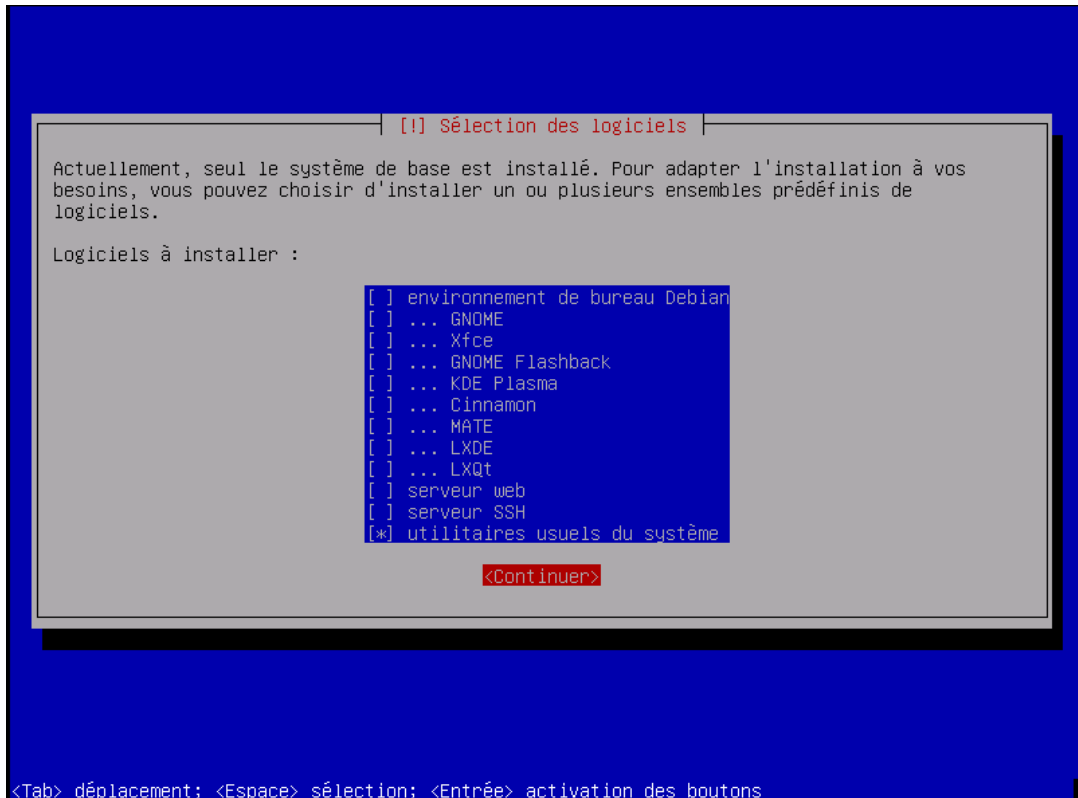 [!] Sélection des logiciels
Actuellement, seul le système de base est installé. Pour adapter l'installation à vos
besoins, vous pouvez choisir d'installer un ou plusieurs ensembles prédéfinis de
logiciels.
Logiciels à installer :
[ ] environnement de bureau Debian
[ ] ... GNOME
[ ] ... Xfce
[ ] ... GNOME Flashback
[ ] ... KDE Plasma
[ ] ... Cinnamon
[ ] ... MATE
[ ] ... LXDE
[ ] ... LXQt
[ ] serveur web
[ ] serveur SSH
[*] utilitaires usuels du système
<Continuer>
<Tab> déplacement; <Espace> sélection; <Entrée> activation des boutons